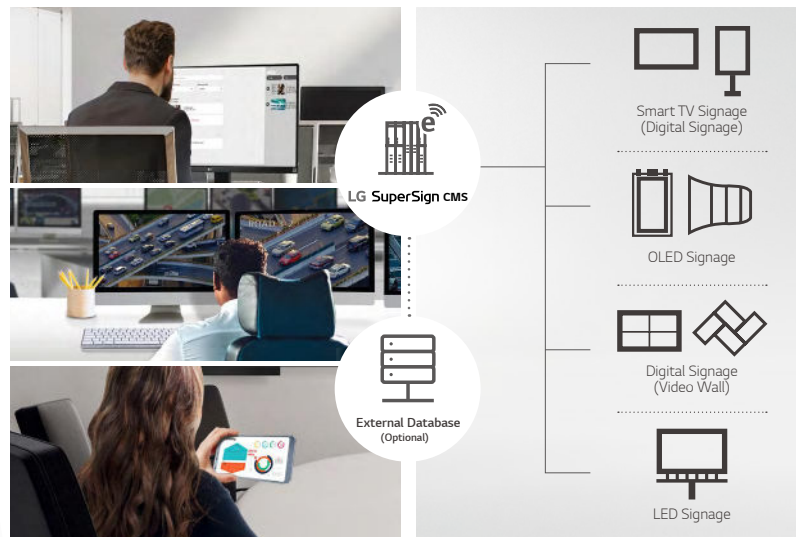 e
LG SuperSign CMS
External Database
(Optional)
Smart TV Signage
(Digital Signage)
OLED Signage
Digital Signage
(Video Wall)
LED Signage